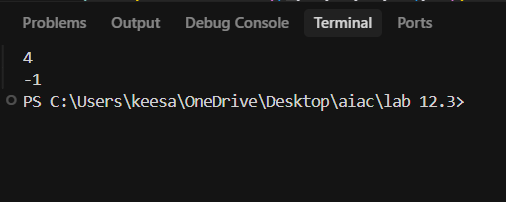 Problems Output Debug Console Terminal Ports
4
-1
PS C:\Users\keesa\OneDrive\Desktop\aiac\lab 12.3>